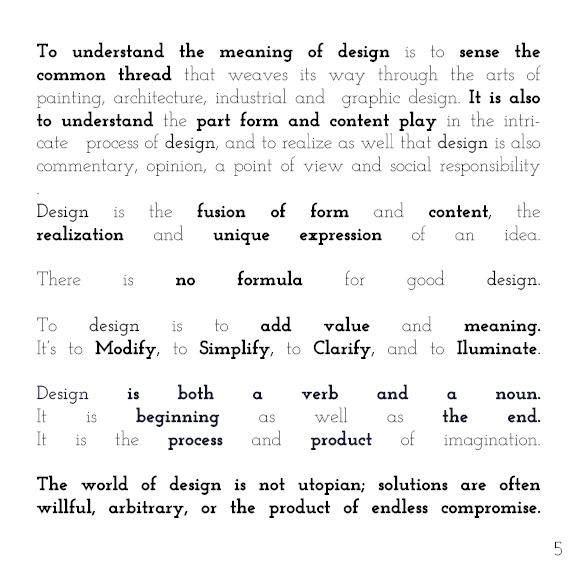 To understand the meaning of design is to sense the
common thread that weaves its way through the arts of
painting, architecture, industrial and graphic design. It is also
to understand the part form and content play in the intri-
cate process of design, and to realize as well that design is also
commentary, opinion, a point of view and social responsibility
.
Design is the fusion of form and content, the
realization and unique expression of an idea.
There is no formula for good design.
To design is to add value and meaning.
It's to Modify, to Simplify, to Clarify, and to Iluminate.
Design is both a verb and a noun.
It is beginning as well as the end.
It is the process and product of imagination.
The world of design is not utopian; solutions are often
willful, arbitrary, or the product of endless compromise.
5